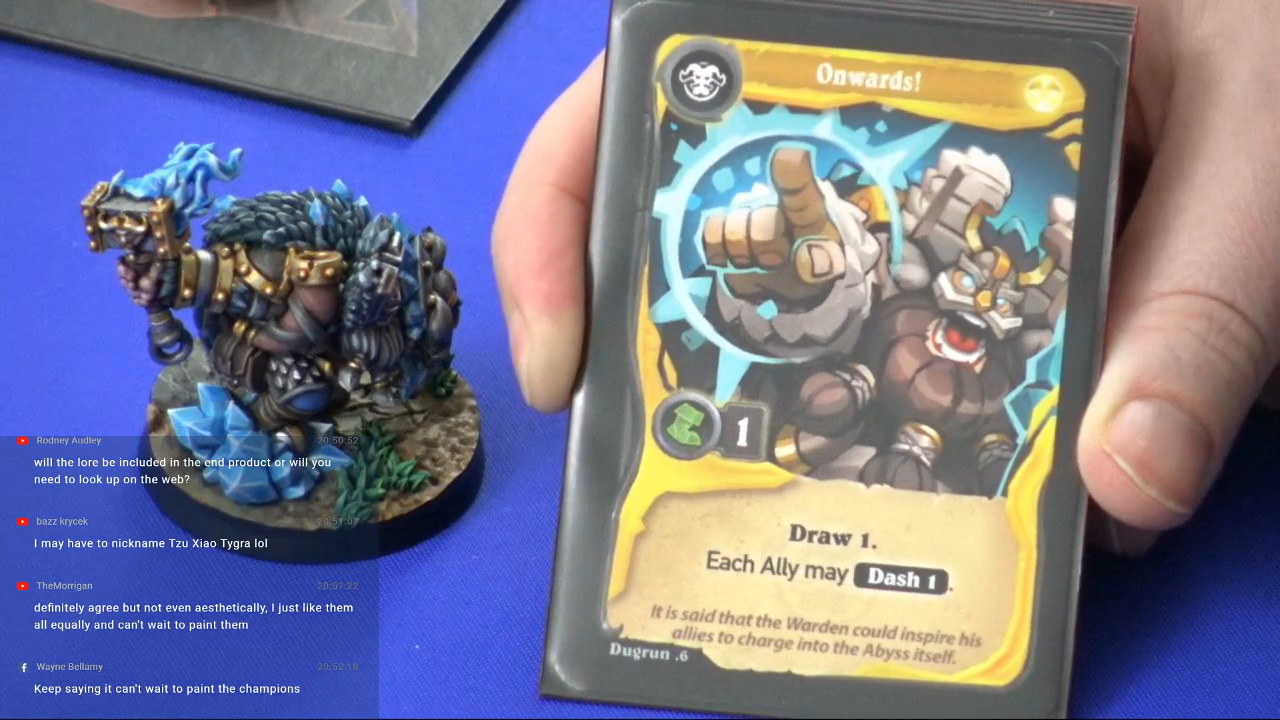 Onwards!
1
Draw 1.
Each Ally may Dash 1.
It is said that the Warden could inspire his
allies to charge into the Abyss itself.
Dugrun .6
Rodney Audley 20:50:52
will the lore be included in the end product or will you
need to look up on the web?
bazz krycek 20:51:07
I may have to nickname Tzu Xiao Tygra lol
TheMorrigan 20:51:22
definitely agree but not even aesthetically, I just like them
all equally and can't wait to paint them
Wayne Bellamy 20:52:18
Keep saying it can't wait to paint the champions